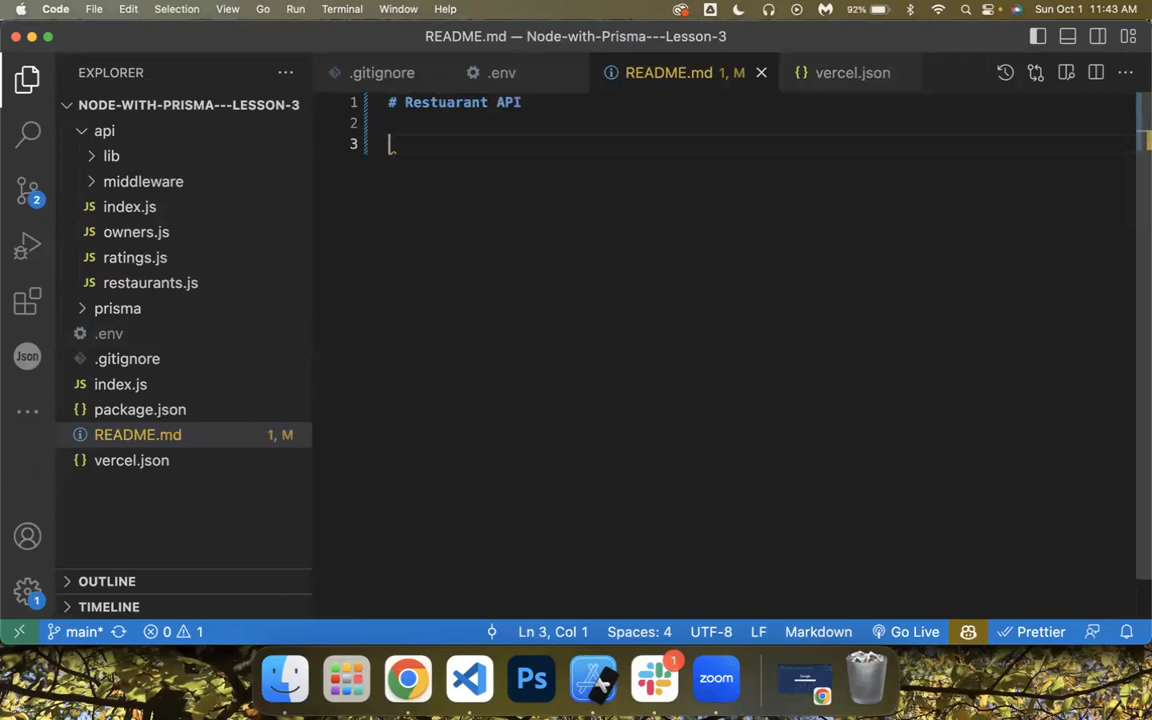 Code File Edit Selection View Go Run Terminal Window Help 92% Sun Oct 1 11:43 AM
README.md — Node-with-Prisma---Lesson-3
EXPLORER
.gitignore
.env
README.md 1, M
vercel.json
NODE-WITH-PRISMA---LESSON-3
api
lib
middleware
JS index.js
JS owners.js
JS ratings.js
JS restaurants.js
prisma
.env
.gitignore
JS index.js
{} package.json
README.md 1, M
{} vercel.json
OUTLINE
TIMELINE
2
Json
1
1 # Restuarant API
2
3
main* 0 1 Ln 3, Col 1 Spaces: 4 UTF-8 LF Markdown Go Live Prettier
Ps
1
zoom